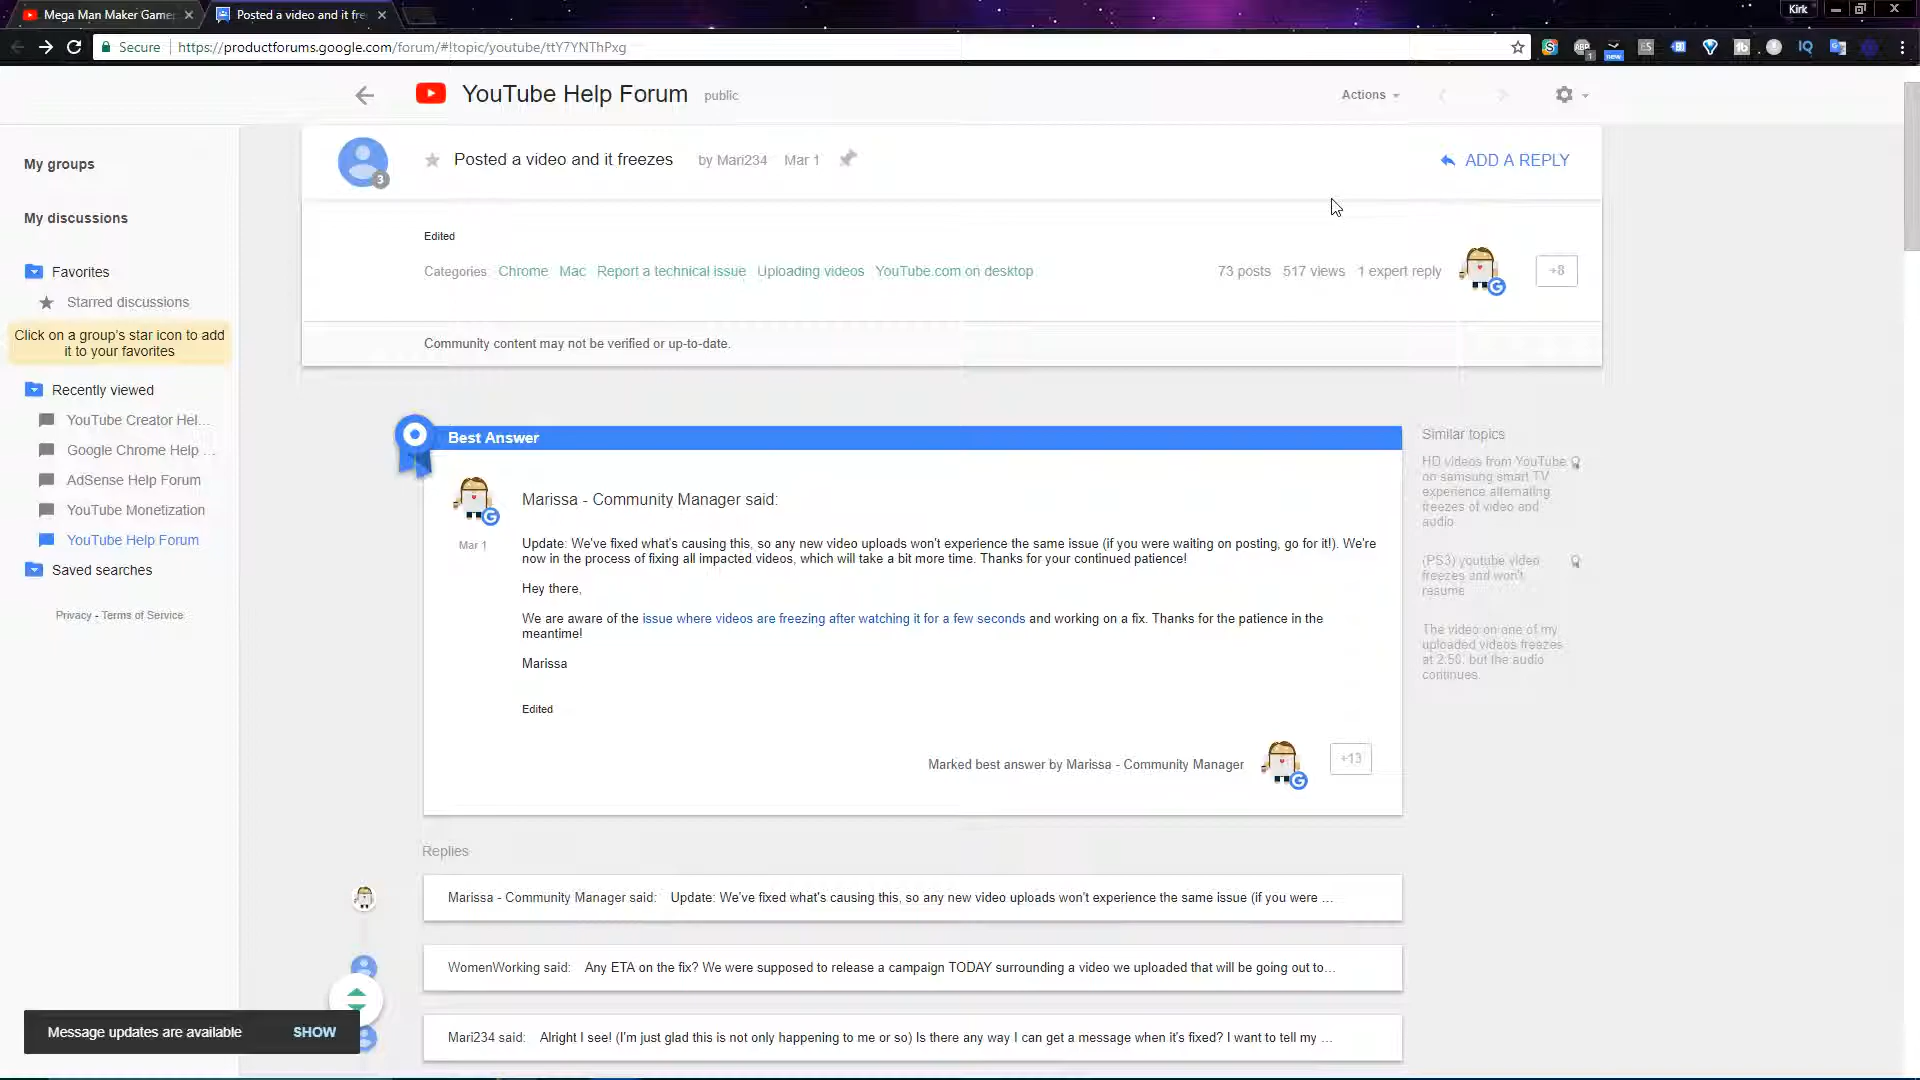 Mega Man Maker Game
Posted a video and it fre
Kirk
Secure
https://productforums.google.com/forum/#!topic/youtube/ttY7YNThPxg
ABP
1
new
ES
tb
IQ
YouTube Help Forum
public
Actions
My groups
My discussions
Favorites
Starred discussions
Click on a group's star icon to add
it to your favorites
Recently viewed
YouTube Creator Hel...
Google Chrome Help ...
AdSense Help Forum
YouTube Monetization
YouTube Help Forum
Saved searches
Privacy - Terms of Service
3
Posted a video and it freezes
by Mari234
Mar 1
ADD A REPLY
Edited
Categories:
Chrome
Mac
Report a technical issue
Uploading videos
YouTube.com on desktop
73 posts
517 views
1 expert reply
G
+8
Community content may not be verified or up-to-date.
Best Answer
G
Mar 1
Marissa - Community Manager said:
Update: We've fixed what's causing this, so any new video uploads won't experience the same issue (if you were waiting on posting, go for it!). We're
now in the process of fixing all impacted videos, which will take a bit more time. Thanks for your continued patience!
Hey there,
We are aware of the issue where videos are freezing after watching it for a few seconds and working on a fix. Thanks for the patience in the
meantime!
Marissa
Edited
Marked best answer by Marissa - Community Manager
G
+13
Similar topics
HD videos from YouTube
on samsung smart TV
experience alternating
freezes of video and
audio
(PS3) youtube video
freezes and won't
resume
The video on one of my
uploaded videos freezes
at 2:50, but the audio
continues.
Replies
Marissa - Community Manager said: Update: We've fixed what's causing this, so any new video uploads won't experience the same issue (if you were ...
WomenWorking said: Any ETA on the fix? We were supposed to release a campaign TODAY surrounding a video we uploaded that will be going out to...
Mari234 said: Alright I see! (I'm just glad this is not only happening to me or so) Is there any way I can get a message when it's fixed? I want to tell my ...
Message updates are available
SHOW